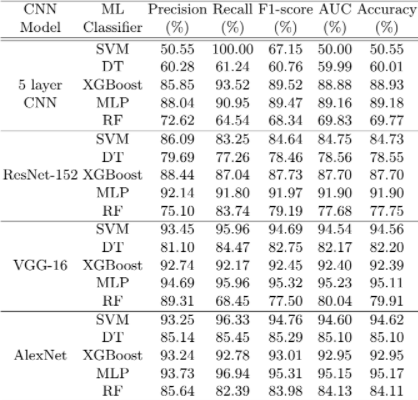 CNN ML Precision Recall F1-score AUC Accuracy
Model Classifier (%) (%) (%) (%) (%)
SVM 50.55 100.00 67.15 50.00 50.55
DT 60.28 61.24 60.76 59.99 60.01
5 layer XGBoost 85.85 93.52 89.52 88.88 88.93
CNN MLP 88.04 90.95 89.47 89.16 89.18
RF 72.62 64.54 68.34 69.83 69.77
SVM 86.09 83.25 84.64 84.75 84.73
DT 79.69 77.26 78.46 78.56 78.55
ResNet-152 XGBoost 88.44 87.04 87.73 87.70 87.70
MLP 92.14 91.80 91.97 91.90 91.90
RF 75.10 83.74 79.19 77.68 77.75
SVM 93.45 95.96 94.69 94.54 94.56
DT 81.10 84.47 82.75 82.17 82.20
VGG-16 XGBoost 92.74 92.17 92.45 92.40 92.39
MLP 94.69 95.96 95.32 95.23 95.11
RF 89.31 68.45 77.50 80.04 79.91
SVM 93.25 96.33 94.76 94.60 94.62
DT 85.14 85.45 85.29 85.10 85.10
AlexNet XGBoost 93.24 92.78 93.01 92.95 92.95
MLP 93.73 96.94 95.31 95.15 95.17
RF 85.64 82.39 83.98 84.13 84.11